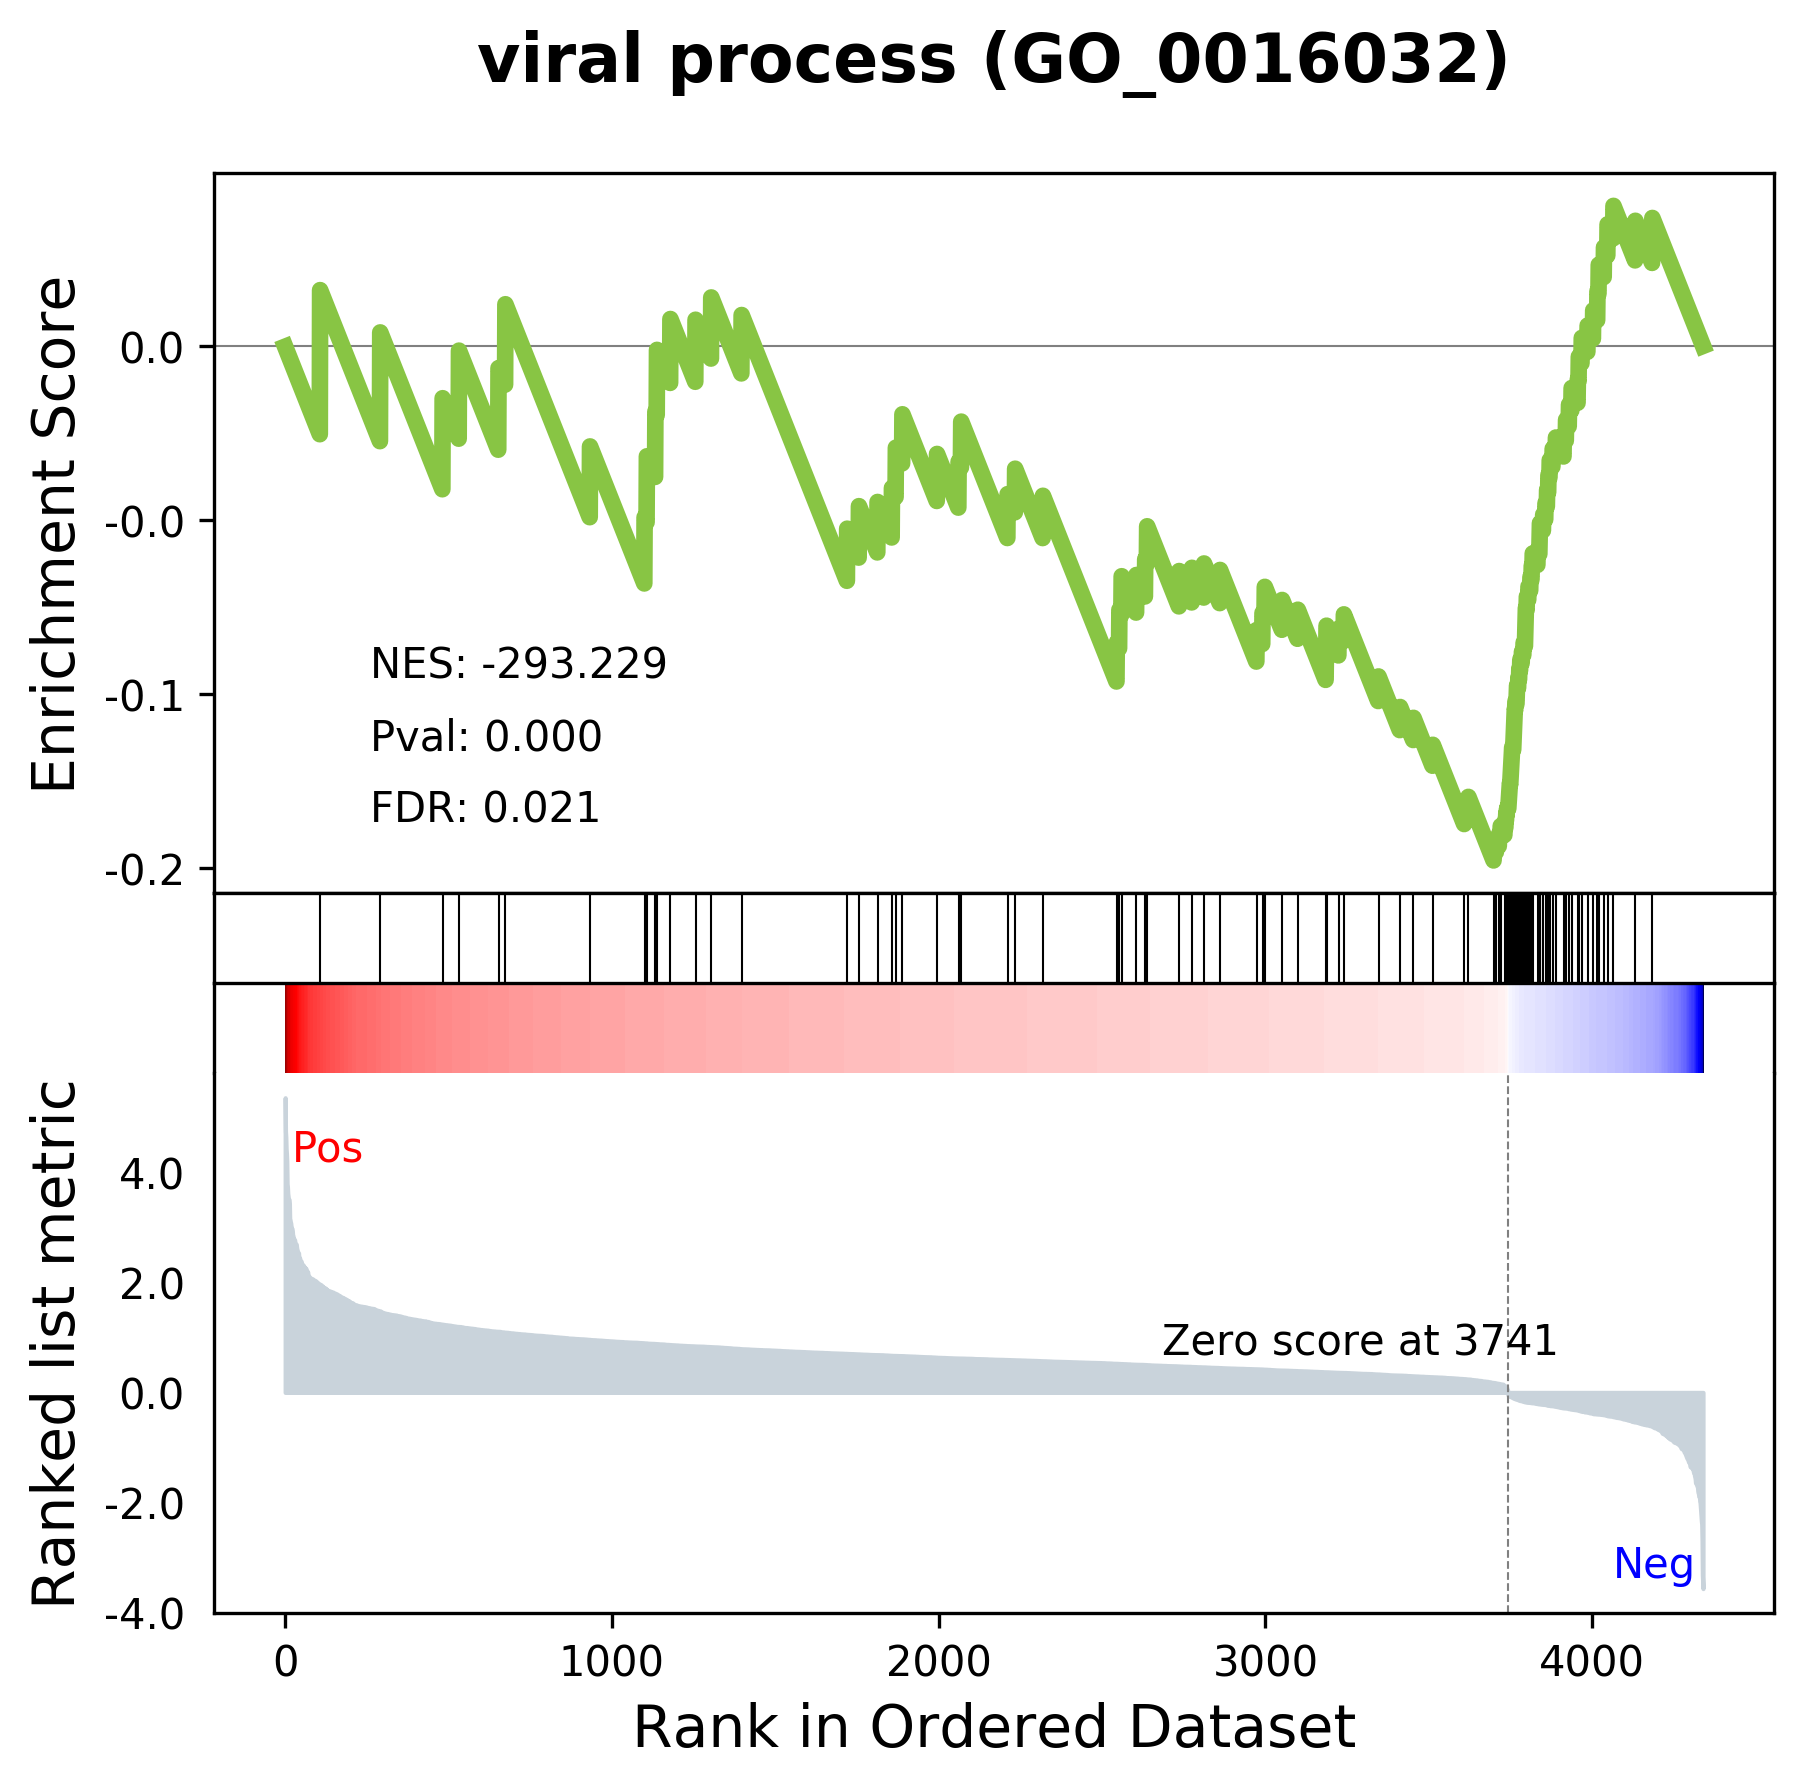 viral process (GO_0016032)
Enrichment Score
0.0
-0.0
-0.1
-0.2
NES: -293.229
Pval: 0.000
FDR: 0.021
Ranked list metric
4.0
2.0
0.0
-2.0
-4.0
Pos
Zero score at 3741
Neg
0 1000 2000 3000 4000
Rank in Ordered Dataset